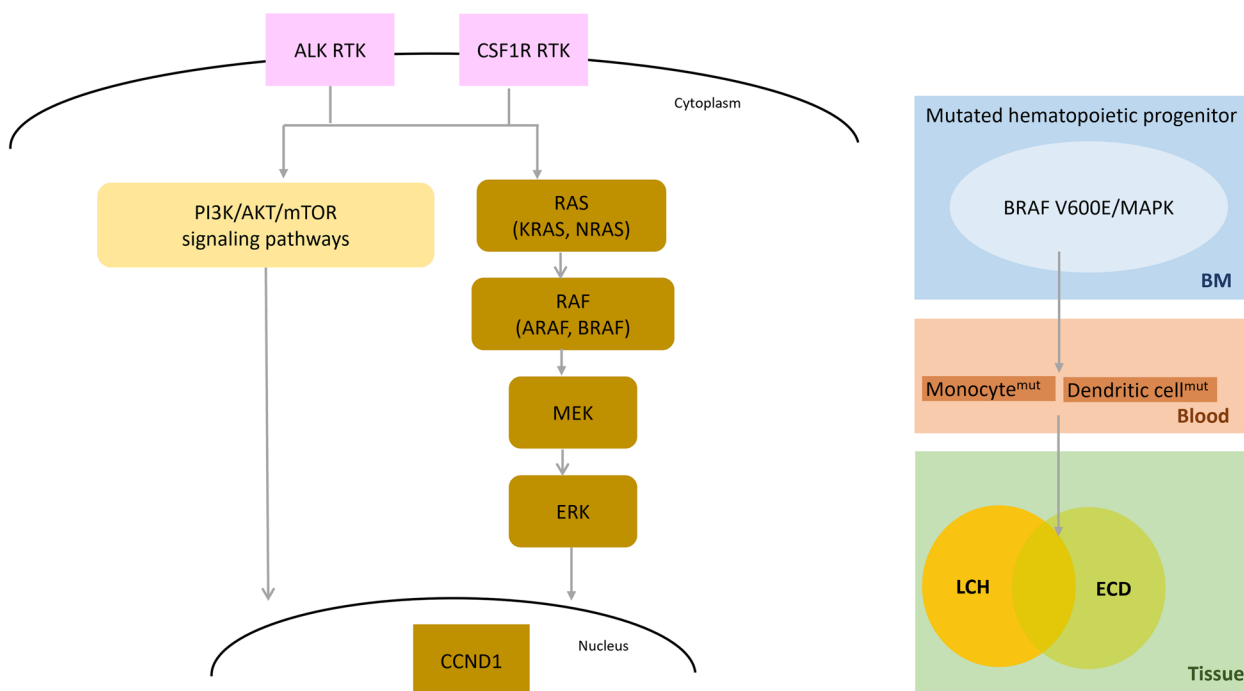 ALK RTK
CSF1R RTK
Cytoplasm
PI3K/AKT/mTOR
signaling pathways
RAS
(KRAS, NRAS)
RAF
(ARAF, BRAF)
MEK
ERK
Nucleus
CCND1
Mutated hematopoietic progenitor
BRAF V600E/MAPK
BM
Monocyteᵐᵘᵗ
Dendritic cellᵐᵘᵗ
Blood
LCH
ECD
Tissue